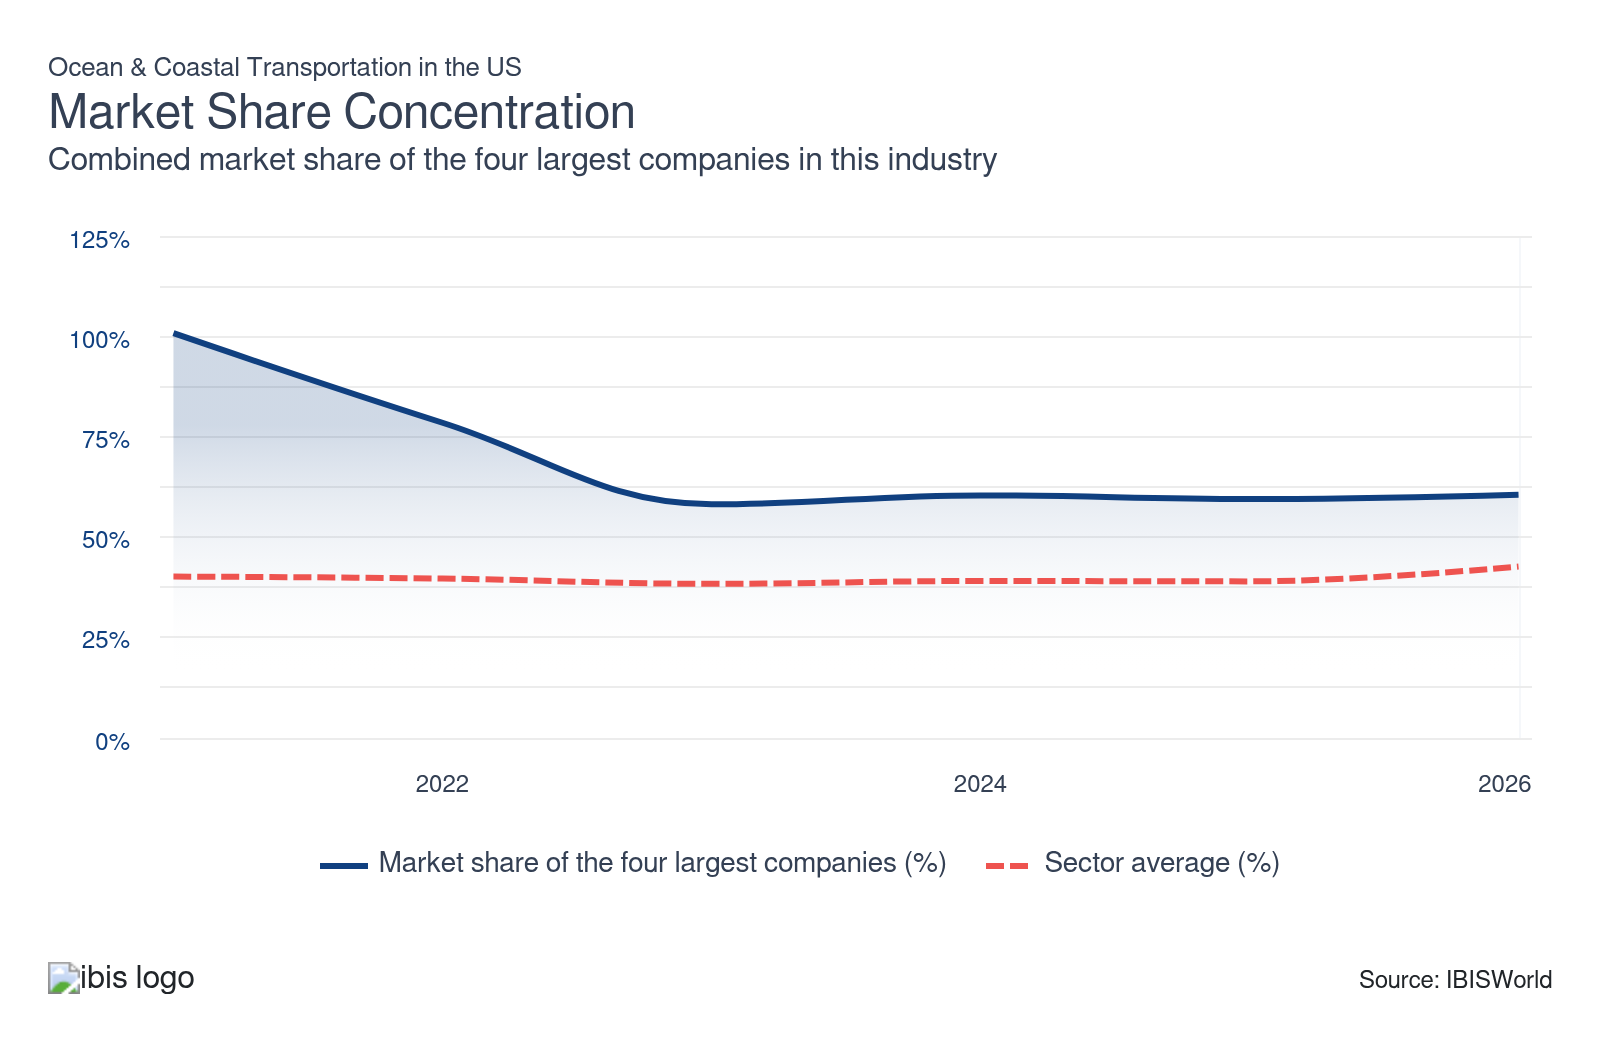 Ocean & Coastal Transportation in the US
Market Share Concentration
Combined market share of the four largest companies in this industry
125%
100%
75%
50%
25%
0%
2022 2024 2026
Market share of the four largest companies (%) Sector average (%)
ibis logo Source: IBISWorld